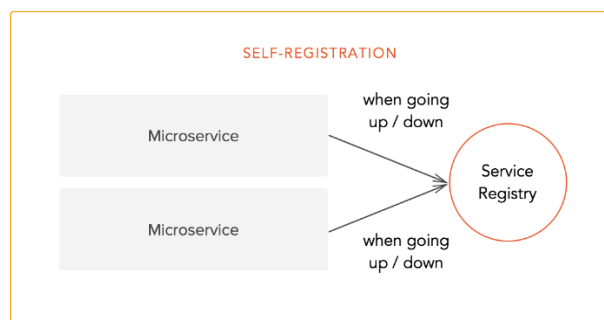 SELF-REGISTRATION
when going
up / down
Microservice
Service
Registry
Microservice
when going
up / down